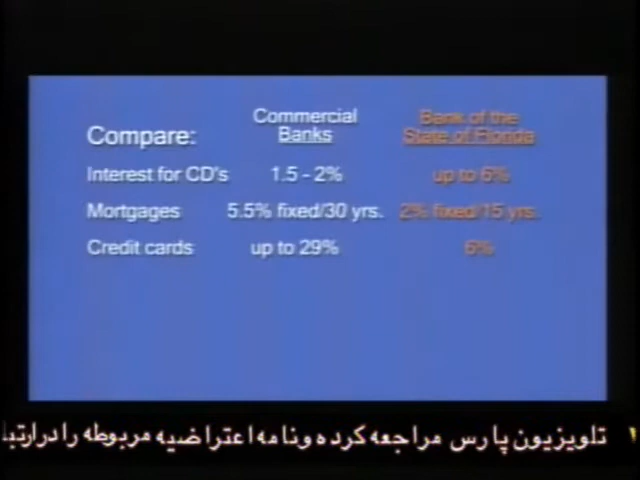 Commercial Banks
Bank of the State of Florida
Compare:
Interest for CD's 1.5 - 2% up to 6%
Mortgages 5.5% fixed/30 yrs. 2% fixed/15 yrs.
Credit cards up to 29% 6%
تلویزیون پارس مراجعه کرده ونامه اعتراضیه مربوطه را